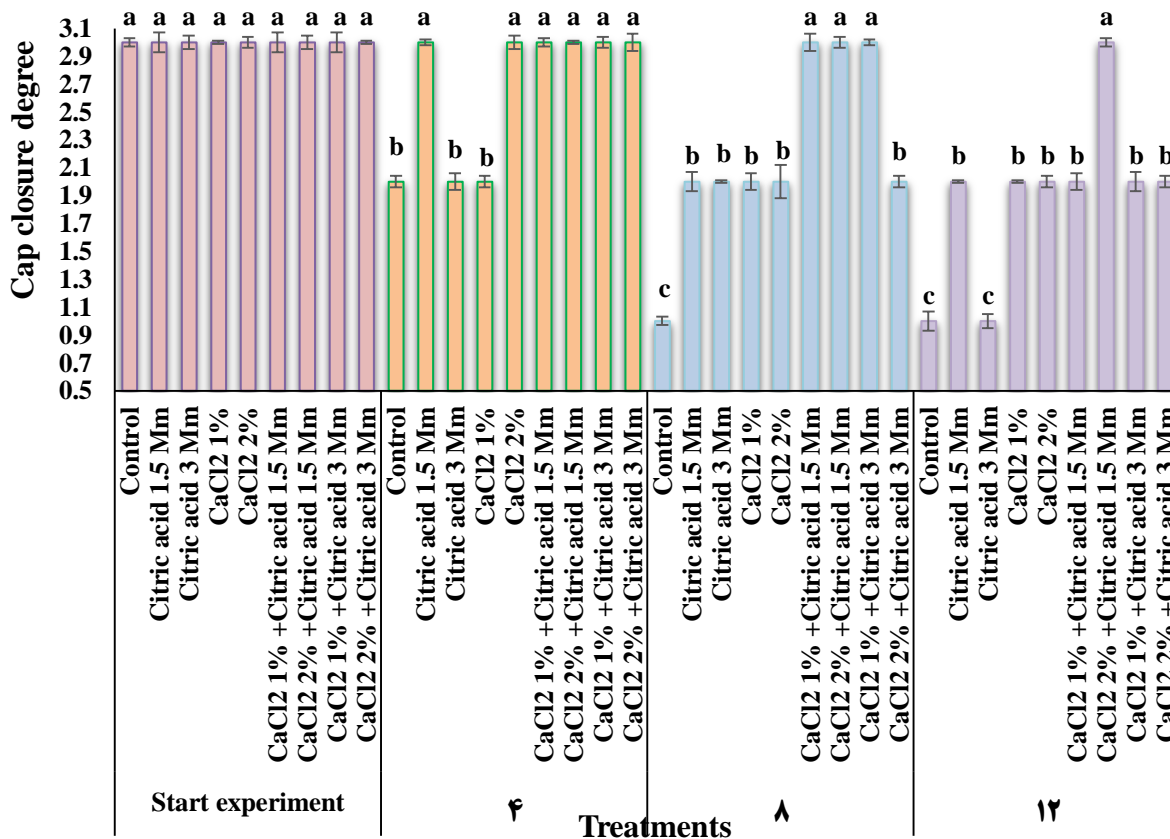 Cap closure degree
3.1
2.9
2.7
2.5
2.3
2.1
1.9
1.7
1.5
1.3
1.1
0.9
0.7
0.5
a a a a a a a a a
b a b b a a a a a
c b b b b a a a b
c b c b b b a b b
Control
Citric acid 1.5 Mm
Citric acid 3 Mm
CaCl2 1%
CaCl2 2%
CaCl2 1% +Citric acid 1.5 Mm
CaCl2 2% +Citric acid 1.5 Mm
CaCl2 1% +Citric acid 3 Mm
CaCl2 2% +Citric acid 3 Mm
Control
Citric acid 1.5 Mm
Citric acid 3 Mm
CaCl2 1%
CaCl2 2%
CaCl2 1% +Citric acid 1.5 Mm
CaCl2 2% +Citric acid 1.5 Mm
CaCl2 1% +Citric acid 3 Mm
CaCl2 2% +Citric acid 3 Mm
Control
Citric acid 1.5 Mm
Citric acid 3 Mm
CaCl2 1%
CaCl2 2%
CaCl2 1% +Citric acid 1.5 Mm
CaCl2 2% +Citric acid 1.5 Mm
CaCl2 1% +Citric acid 3 Mm
CaCl2 2% +Citric acid 3 Mm
Control
Citric acid 1.5 Mm
Citric acid 3 Mm
CaCl2 1%
CaCl2 2%
CaCl2 1% +Citric acid 1.5 Mm
CaCl2 2% +Citric acid 1.5 Mm
CaCl2 1% +Citric acid 3 Mm
CaCl2 2% +Citric acid 3 Mm
Start experiment ۴ ۸ ۱۲
Treatments